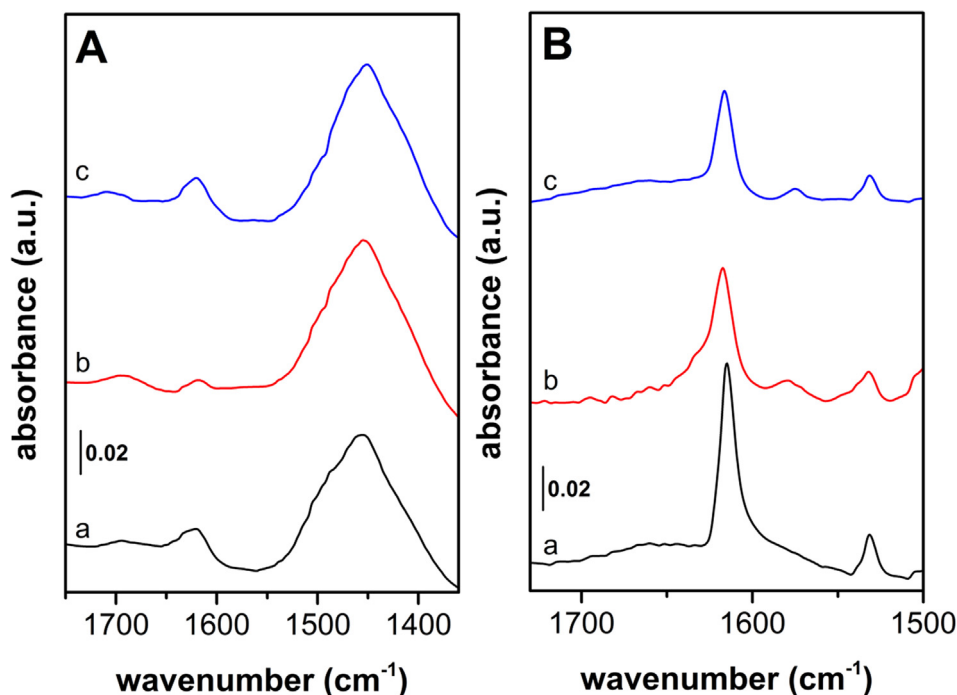 A
absorbance (a.u.)
c
b
0.02
a
1700 1600 1500 1400
wavenumber (cm-1)
B
absorbance (a.u.)
c
b
0.02
a
1700 1600 1500
wavenumber (cm-1)